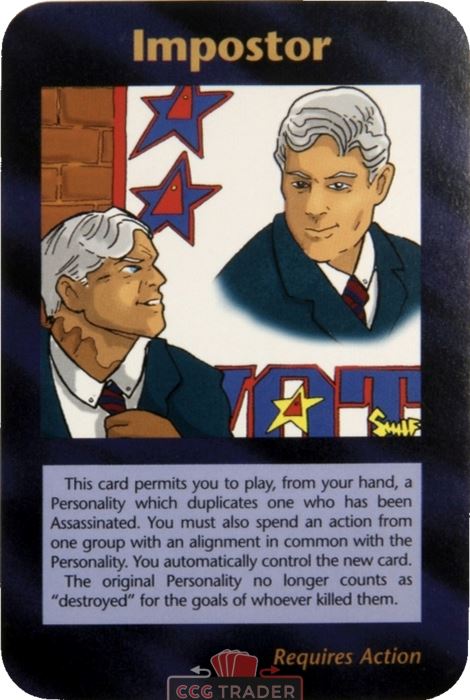 Impostor
VOT
Swift
This card permits you to play, from your hand, a
Personality which duplicates one who has been
Assassinated. You must also spend an action from
one group with an alignment in common with the
Personality. You automatically control the new card.
The original Personality no longer counts as
“destroyed” for the goals of whoever killed them.
Requires Action
CCG TRADER